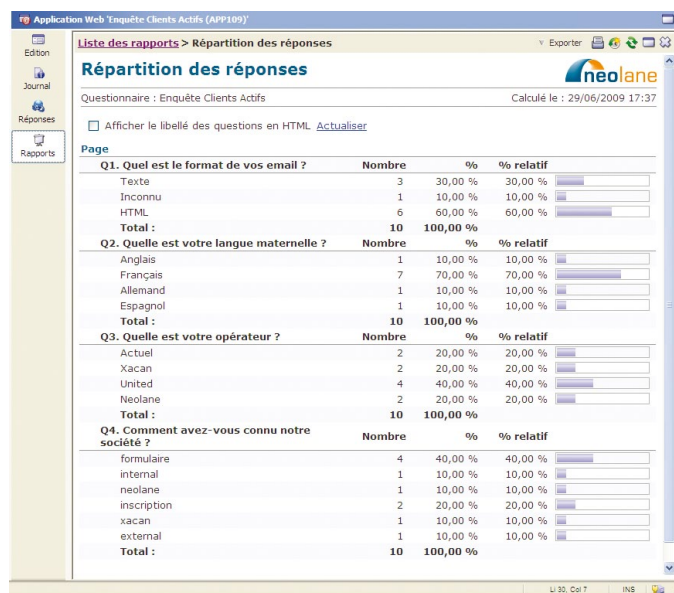 Application Web 'Enquête Clients Actifs (APP109)'
Edition
Journal
Réponses
Rapports
Liste des rapports > Répartition des réponses
Exporter
Répartition des réponses
neolane
Questionnaire : Enquête Clients Actifs
Calculé le : 29/06/2009 17:37
Afficher le libellé des questions en HTML Actualiser
Page
Q1. Quel est le format de vos email ? Nombre % % relatif
Texte 3 30,00 % 30,00 %
Inconnu 1 10,00 % 10,00 %
HTML 6 60,00 % 60,00 %
Total : 10 100,00 %
Q2. Quelle est votre langue maternelle ? Nombre % % relatif
Anglais 1 10,00 % 10,00 %
Français 7 70,00 % 70,00 %
Allemand 1 10,00 % 10,00 %
Espagnol 1 10,00 % 10,00 %
Total : 10 100,00 %
Q3. Quelle est votre opérateur ? Nombre % % relatif
Actuel 2 20,00 % 20,00 %
Xacan 2 20,00 % 20,00 %
United 4 40,00 % 40,00 %
Neolane 2 20,00 % 20,00 %
Total : 10 100,00 %
Q4. Comment avez-vous connu notre
société ? Nombre % % relatif
formulaire 4 40,00 % 40,00 %
internal 1 10,00 % 10,00 %
neolane 1 10,00 % 10,00 %
inscription 2 20,00 % 20,00 %
xacan 1 10,00 % 10,00 %
external 1 10,00 % 10,00 %
Total : 10 100,00 %
Li 30, Col 7 INS